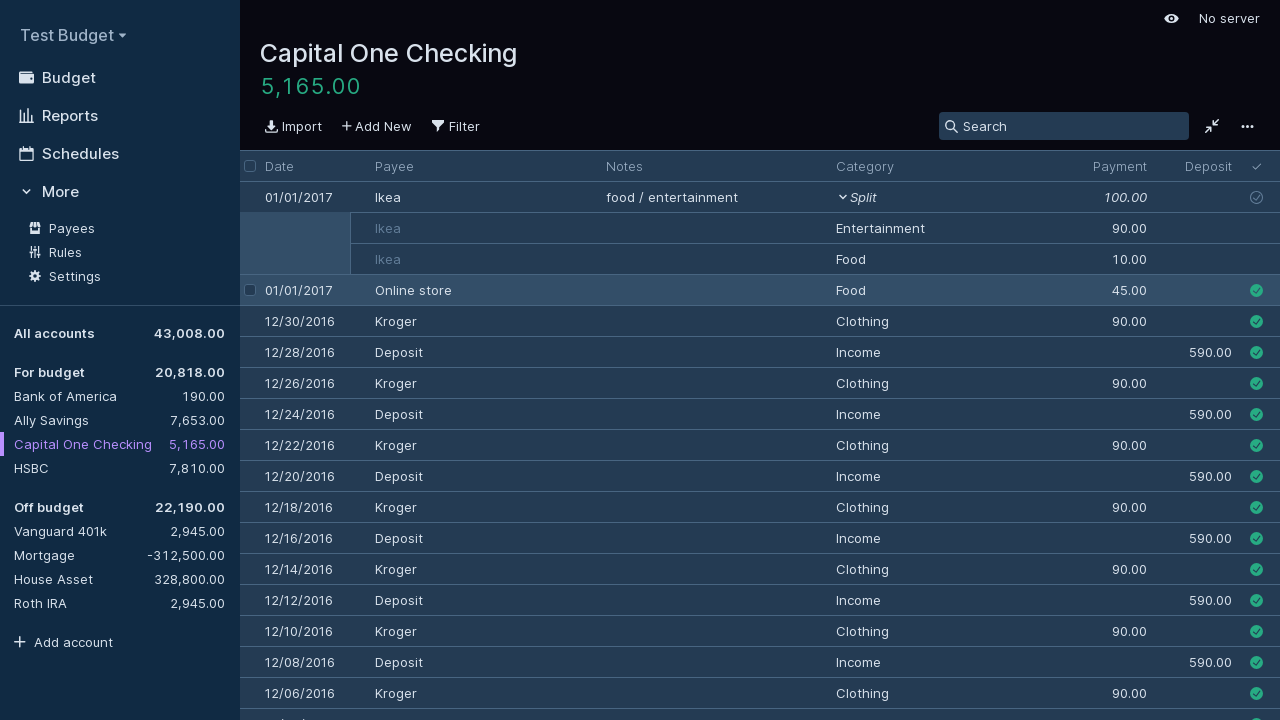 Test Budget
Budget
Reports
Schedules
More
Payees
Rules
Settings
All accounts 43,008.00
For budget 20,818.00
Bank of America 190.00
Ally Savings 7,653.00
Capital One Checking 5,165.00
HSBC 7,810.00
Off budget 22,190.00
Vanguard 401k 2,945.00
Mortgage -312,500.00
House Asset 328,800.00
Roth IRA 2,945.00
Add account
No server
Capital One Checking
5,165.00
Import Add New Filter Search
Date Payee Notes Category Payment Deposit
01/01/2017 Ikea food / entertainment Split 100.00
Ikea Entertainment 90.00
Ikea Food 10.00
01/01/2017 Online store Food 45.00
12/30/2016 Kroger Clothing 90.00
12/28/2016 Deposit Income 590.00
12/26/2016 Kroger Clothing 90.00
12/24/2016 Deposit Income 590.00
12/22/2016 Kroger Clothing 90.00
12/20/2016 Deposit Income 590.00
12/18/2016 Kroger Clothing 90.00
12/16/2016 Deposit Income 590.00
12/14/2016 Kroger Clothing 90.00
12/12/2016 Deposit Income 590.00
12/10/2016 Kroger Clothing 90.00
12/08/2016 Deposit Income 590.00
12/06/2016 Kroger Clothing 90.00